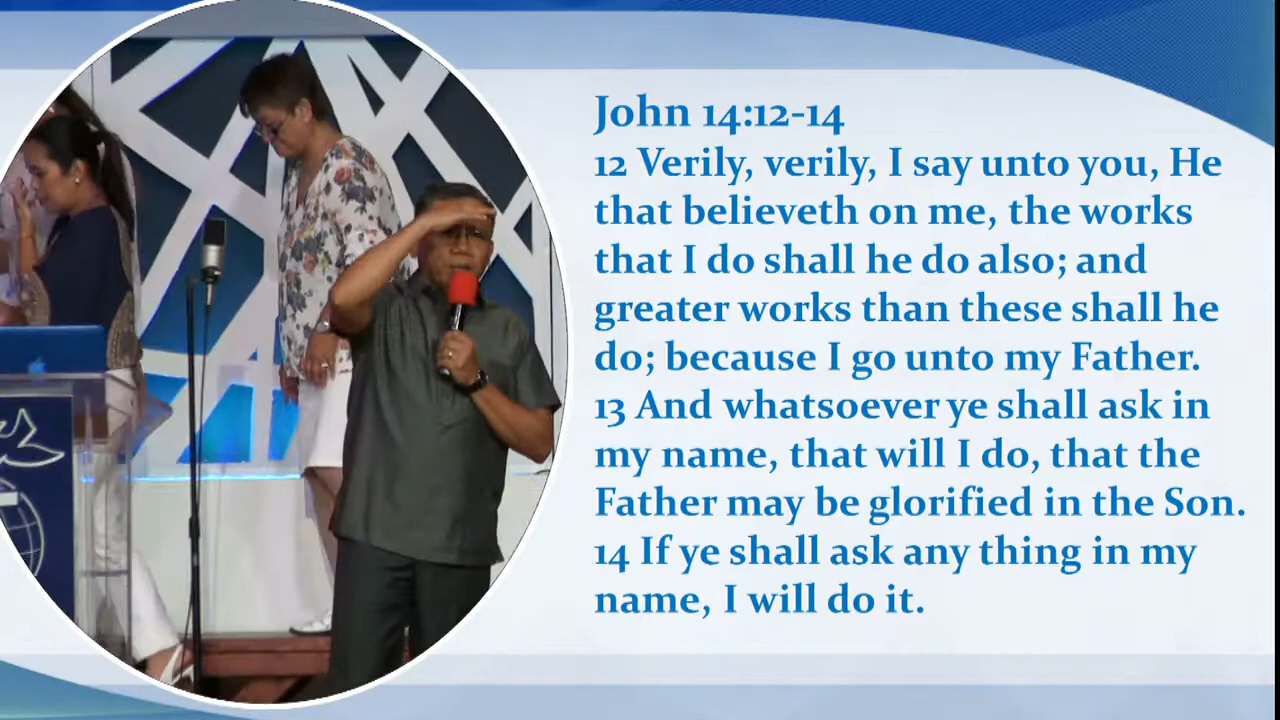 John 14:12-14
12 Verily, verily, I say unto you, He
that believeth on me, the works
that I do shall he do also; and
greater works than these shall he
do; because I go unto my Father.
13 And whatsoever ye shall ask in
my name, that will I do, that the
Father may be glorified in the Son.
14 If ye shall ask any thing in my
name, I will do it.